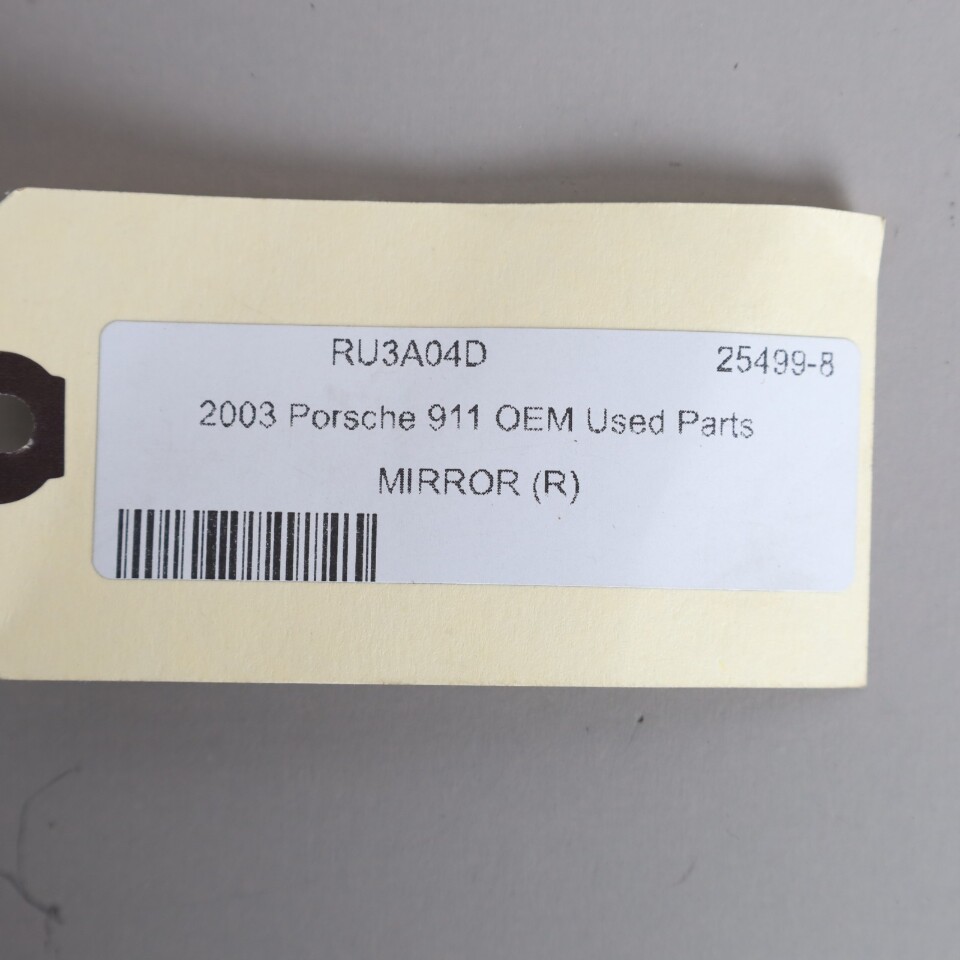 RU3A04D 25499-8
2003 Porsche 911 OEM Used Parts
MIRROR (R)